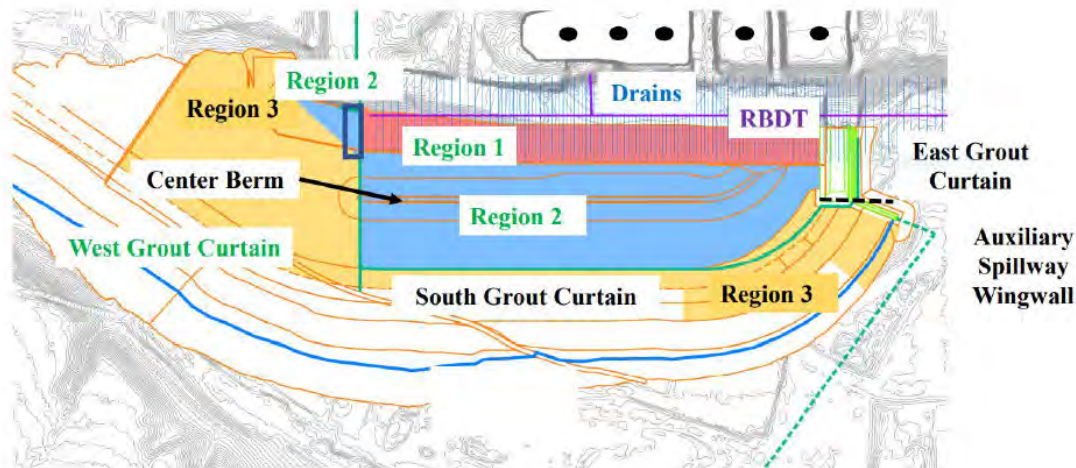 Region 2
Region 3
Drains
RBDT
Region 1
East Grout
Curtain
Center Berm
Region 2
West Grout Curtain
Auxiliary
Spillway
Wingwall
South Grout Curtain
Region 3